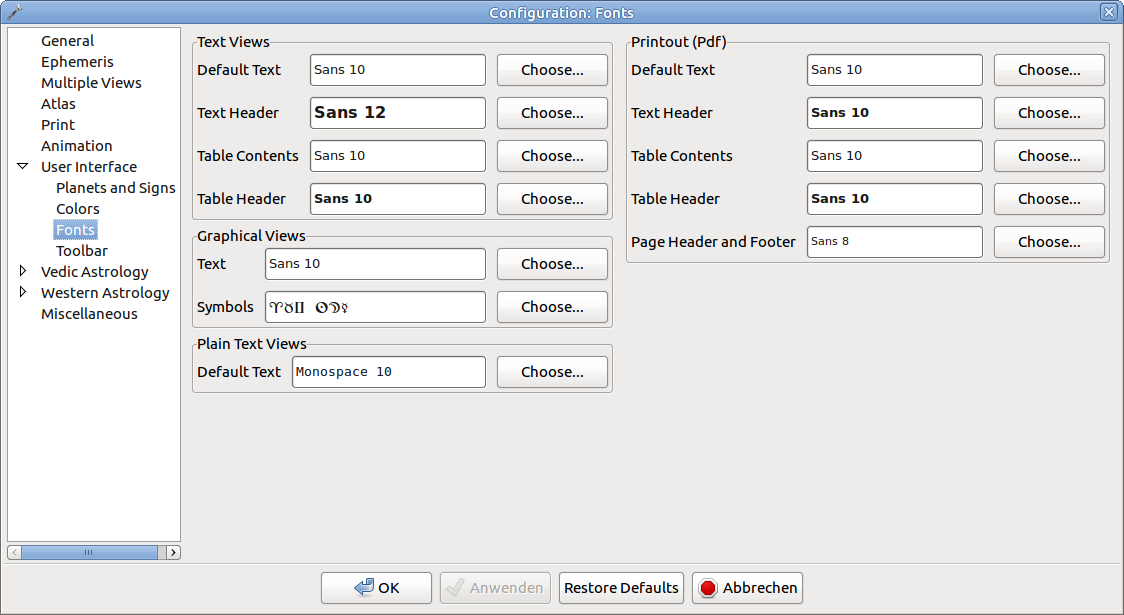 Configuration: Fonts
General
Ephemeris
Multiple Views
Atlas
Print
Animation
User Interface
Planets and Signs
Colors
Fonts
Toolbar
Vedic Astrology
Western Astrology
Miscellaneous
Text Views
Default Text Sans 10 Choose...
Text Header Sans 12 Choose...
Table Contents Sans 10 Choose...
Table Header Sans 10 Choose...
Graphical Views
Text Sans 10 Choose...
Symbols ♈♉♊ ☉☽☿ Choose...
Plain Text Views
Default Text Monospace 10 Choose...
Printout (Pdf)
Default Text Sans 10 Choose...
Text Header Sans 10 Choose...
Table Contents Sans 10 Choose...
Table Header Sans 10 Choose...
Page Header and Footer Sans 8 Choose...
OK Anwenden Restore Defaults Abbrechen